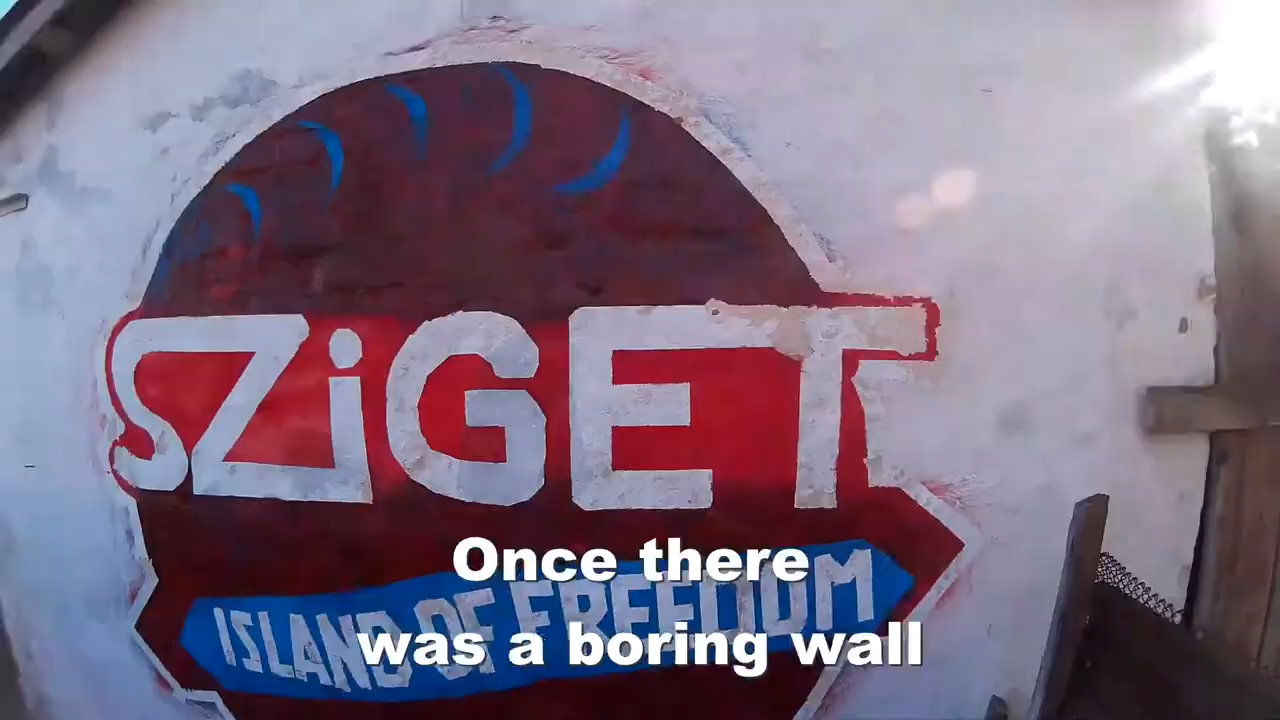 SZiGET
ISLAND OF FREEDOM
Once there
was a boring wall